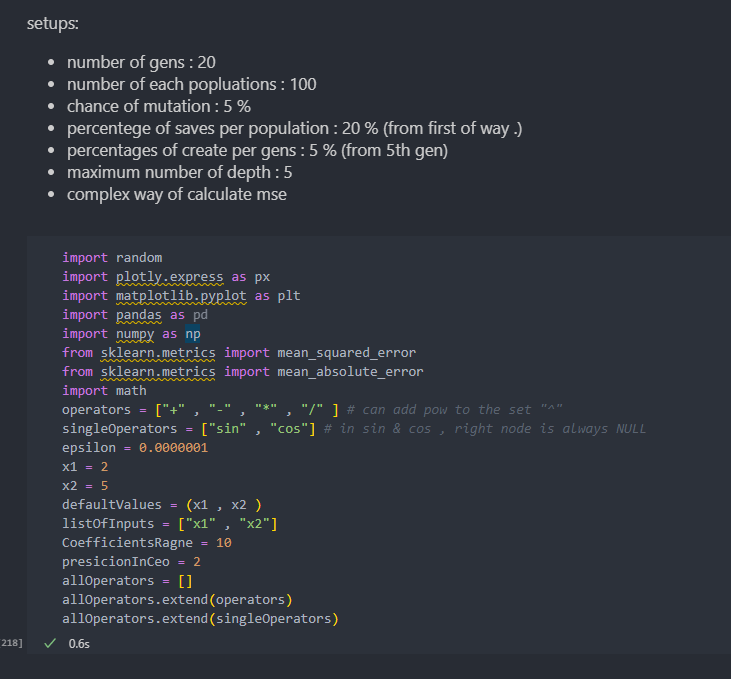 setups:
• number of gens : 20
• number of each popluations : 100
• chance of mutation : 5 %
• percentege of saves per population : 20 % (from first of way .)
• percentages of create per gens : 5 % (from 5th gen)
• maximum number of depth : 5
• complex way of calculate mse
import random
import plotly.express as px
import matplotlib.pyplot as plt
import pandas as pd
import numpy as np
from sklearn.metrics import mean_squared_error
from sklearn.metrics import mean_absolute_error
import math
operators = ["+" , "-" , "*" , "/" ] # can add pow to the set "^"
singleOperators = ["sin" , "cos"] # in sin & cos , right node is always NULL
epsilon = 0.0000001
x1 = 2
x2 = 5
defaultValues = (x1 , x2 )
listOfInputs = ["x1" , "x2"]
CoefficientsRagne = 10
presicionInCeo = 2
allOperators = []
allOperators.extend(operators)
allOperators.extend(singleOperators)
218] ✓ 0.6s